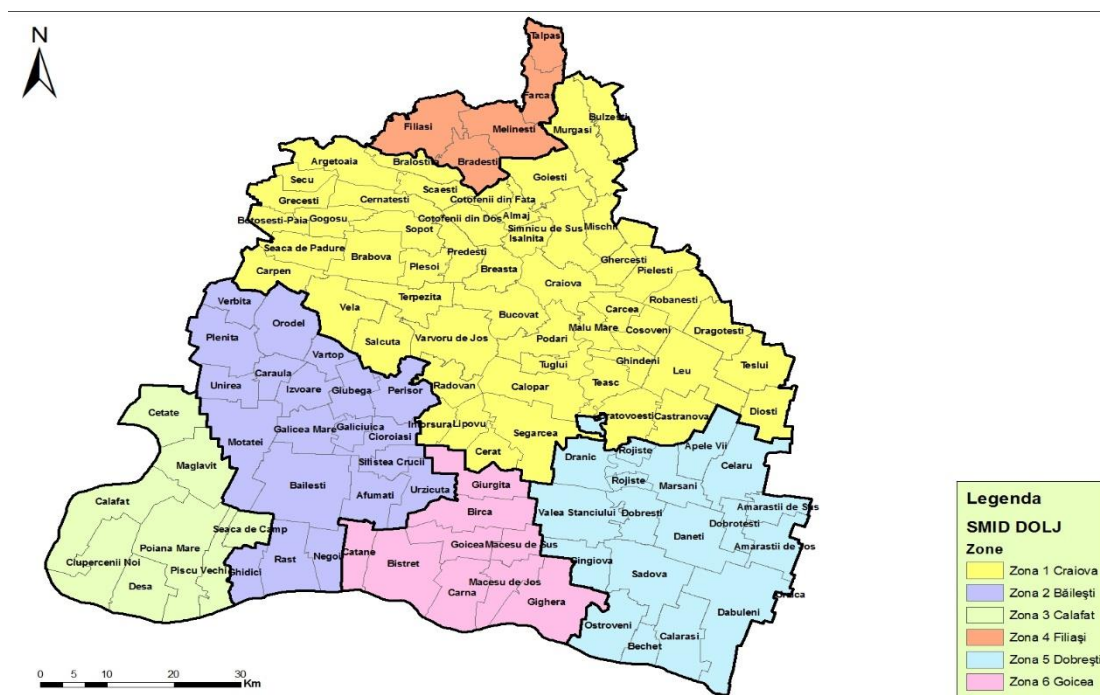 N
Talpas
Farcas
Bulzesti
Filiasi
Melinesti
Murgasi
Argetoaia
Bralostita
Bradesti
Goiesti
Secu
Scaesti
Grecesti
Cernatesti
Cotofenii din Fata
Botosesti-Paia
Gogosu
Cotofenii din Dos
Almaj
Sopot
Simnicu de Sus
Mischii
Isalnita
Seaca de Padure
Predesti
Brabova
Ghercesti
Carpen
Plesoi
Breasta
Pielesti
Craiova
Verbita
Terpezita
Robanesti
Vela
Carcea
Orodel
Bucovat
Malu Mare
Cosoveni
Dragotesti
Plenita
Salcuta
Varvoru de Jos
Podari
Vartop
Ghindeni
Tuglui
Teslui
Caraula
Leu
Unirea
Izvoare
Giubega
Perisor
Radovan
Calopar
Teasc
Cetate
Diosti
Galicea Mare
Galiciuica
Lipovu
Bratovoesti
Castranova
Motatei
Cioroiasi
Segarcea
Apele Vii
Cerat
Dranic
Rojiste
Maglavit
Silistea Crucii
Celaru
Bailesti
Urzicuta
Giurgita
Rojiste
Marsani
Calafat
Afumati
Birca
Valea Stanciului
Dobresti
Amarastii de Sus
Seaca de Camp
Dobrotesti
Daneti
Poiana Mare
Goicea
Macesu de Sus
Amarastii de Jos
Catane
Rast
Negoi
Ciupercenii Noi
Bistret
Gingiova
Piscu Vechi
Ghidici
Sadova
Desa
Macesu de Jos
Carna
Gighera
Dabuleni
Ostroveni
Calarasi
Bechet
0 5 10 20 30
Km
Legenda
SMID DOLJ
Zone
Zona 1 Craiova
Zona 2 Băilești
Zona 3 Calafat
Zona 4 Filiași
Zona 5 Dobrești
Zona 6 Goicea